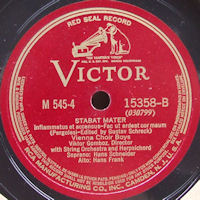 RED SEAL RECORD
"HIS MASTER'S VOICE"
VICTOR
M 545-4
15358-B
(030799)
STABAT MATER
Inflammatus et accensus—Fac ut ardeat cor meum
(Pergolesi—Edited by Gustav Schreck)
Vienna Choir Boys
Viktor Gomboz, Director
with String Orchestra and Harpsichord
Soprano: Hans Schneider
Alto: Hans Frank
RCA MANUFACTURING CO., INC. CAMDEN, N.J., U.S.A.